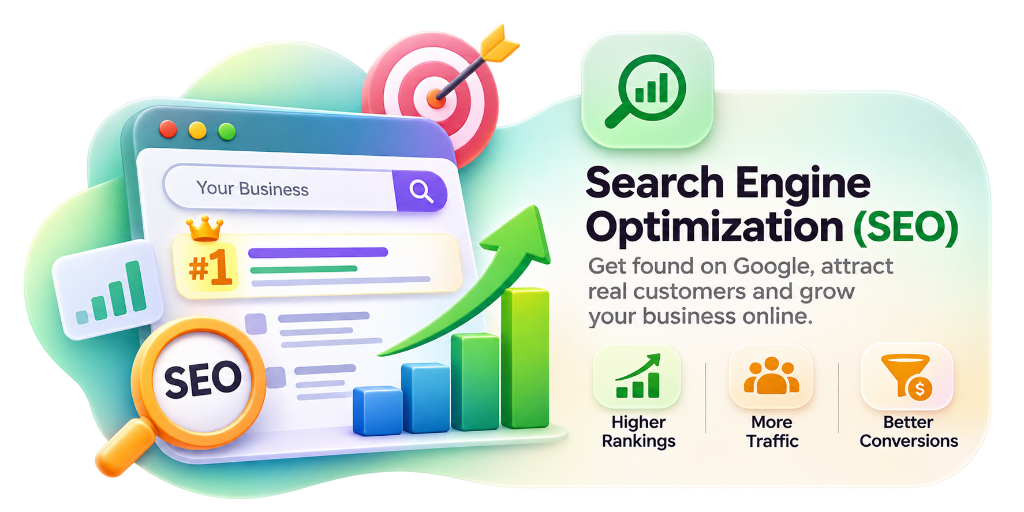 Your Business
#1
SEO
Search Engine
Optimization (SEO)
Get found on Google, attract
real customers and grow
your business online.
$
Higher
Rankings
More
Traffic
Better
Conversions